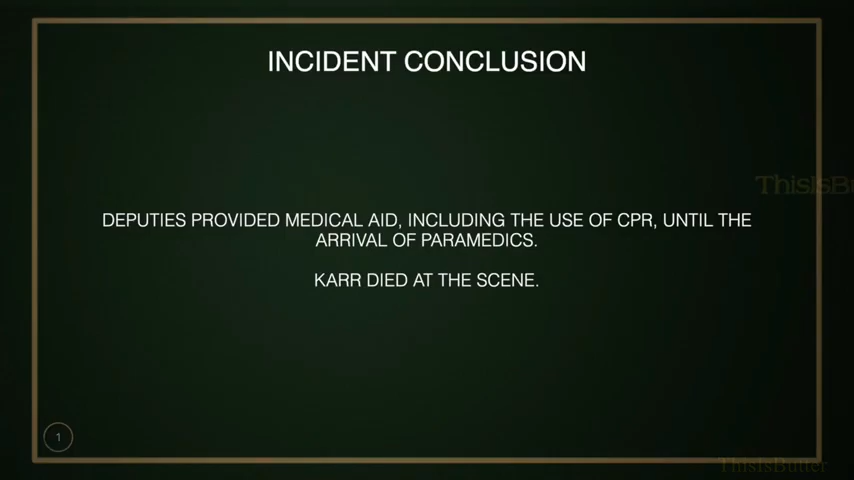 INCIDENT CONCLUSION
ThisIsBu
DEPUTIES PROVIDED MEDICAL AID, INCLUDING THE USE OF CPR, UNTIL THE
ARRIVAL OF PARAMEDICS.
KARR DIED AT THE SCENE.
1
ThisIsButter